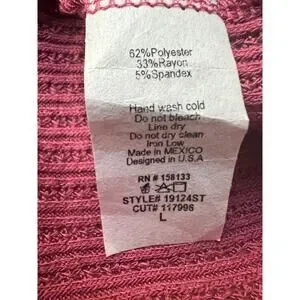 62%Polyester
33%Rayon
5%Spandex
Hand wash cold
Do not bleach
Line dry
Do not dry clean
Iron Low
Made in MEXICO
Designed in U.S.A
RN # 158133
STYLE# 19124ST
CUT# 117996
L